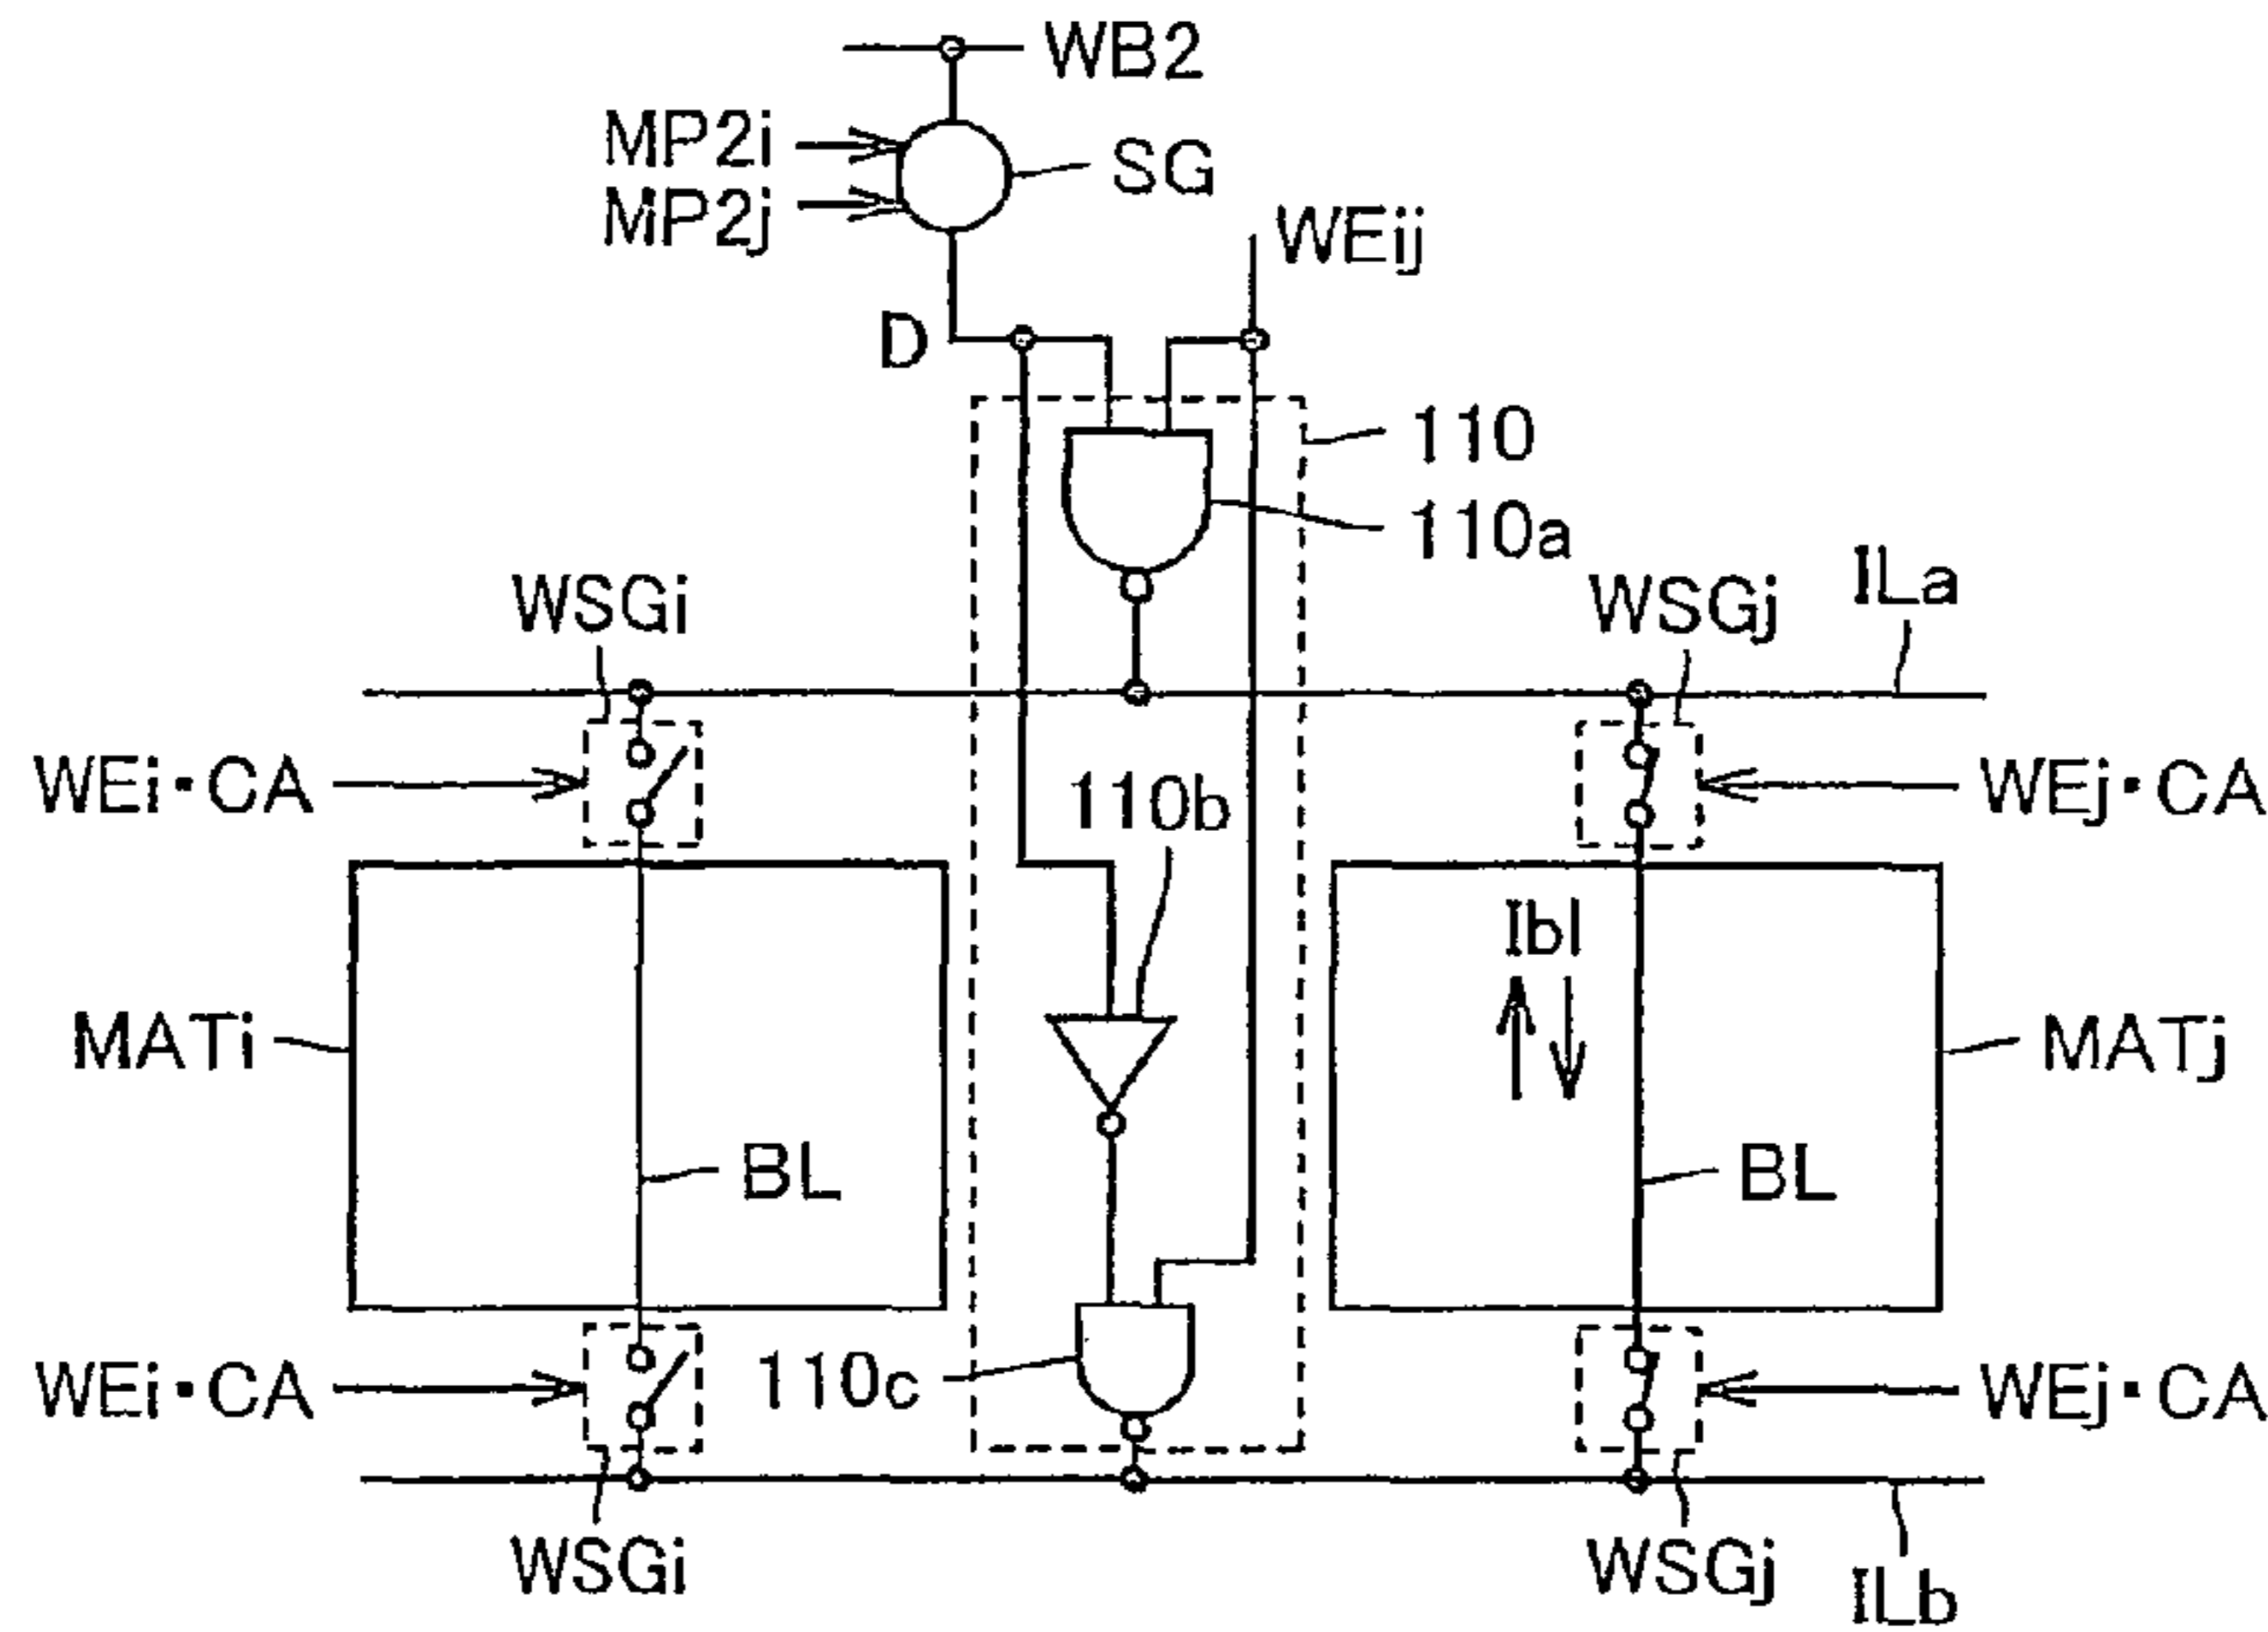 WB2
MP2i
SG
MP2j
WEij
D
110
110a
WSGi
WSGj
ILa
WEi・CA
110b
WEj・CA
Ibl
MATi
MATj
BL
BL
WEi・CA
110c
WEj・CA
WSGi
WSGj
ILb